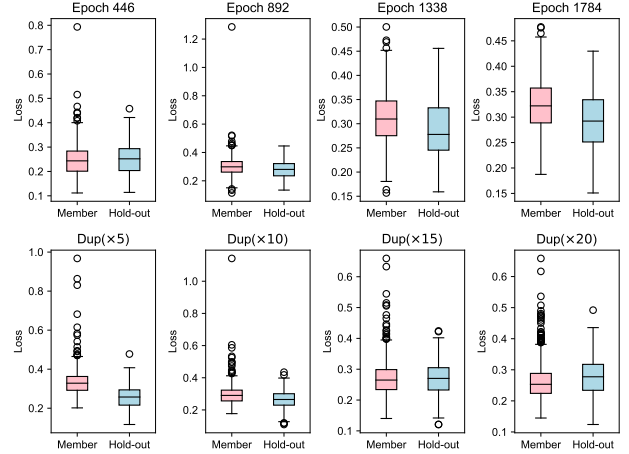 Epoch 446
Loss
0.8
0.7
0.6
0.5
0.4
0.3
0.2
0.1
Member
Hold-out
Epoch 892
Loss
1.2
1.0
0.8
0.6
0.4
0.2
Member
Hold-out
Epoch 1338
Loss
0.50
0.45
0.40
0.35
0.30
0.25
0.20
0.15
Member
Hold-out
Epoch 1784
Loss
0.45
0.40
0.35
0.30
0.25
0.20
0.15
Member
Hold-out
Dup(×5)
Loss
1.0
0.8
0.6
0.4
0.2
Member
Hold-out
Dup(×10)
Loss
1.0
0.8
0.6
0.4
0.2
Member
Hold-out
Dup(×15)
Loss
0.6
0.5
0.4
0.3
0.2
0.1
Member
Hold-out
Dup(×20)
Loss
0.6
0.5
0.4
0.3
0.2
0.1
Member
Hold-out